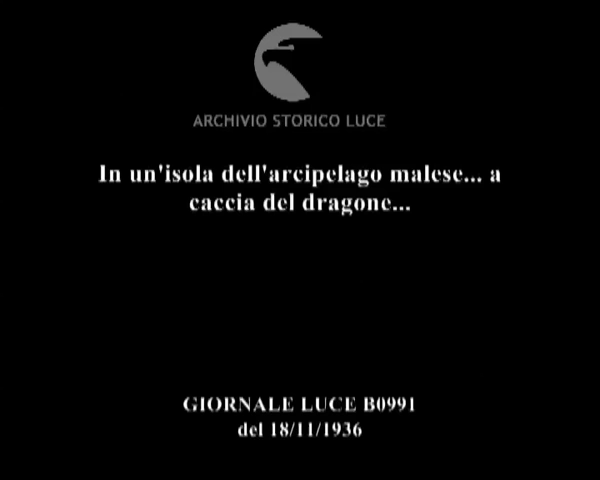 ARCHIVIO STORICO LUCE
In un'isola dell'arcipelago malese... a
caccia del dragone...
GIORNALE LUCE B0991
del 18/11/1936